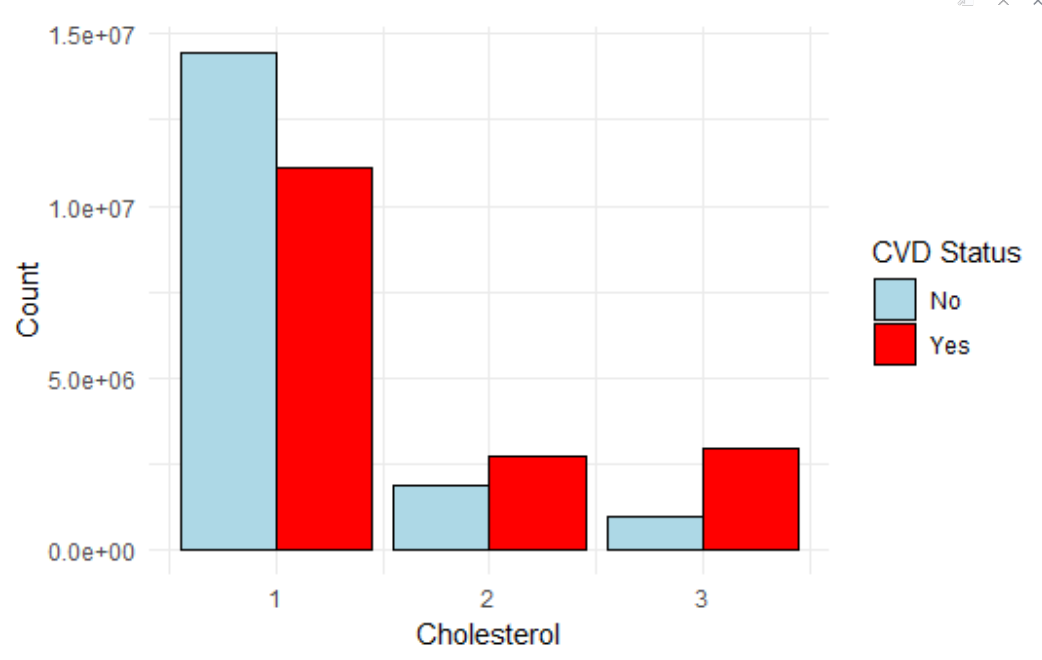 1.5e+07
1.0e+07
5.0e+06
0.0e+00
Count
1 2 3
Cholesterol
CVD Status
No
Yes